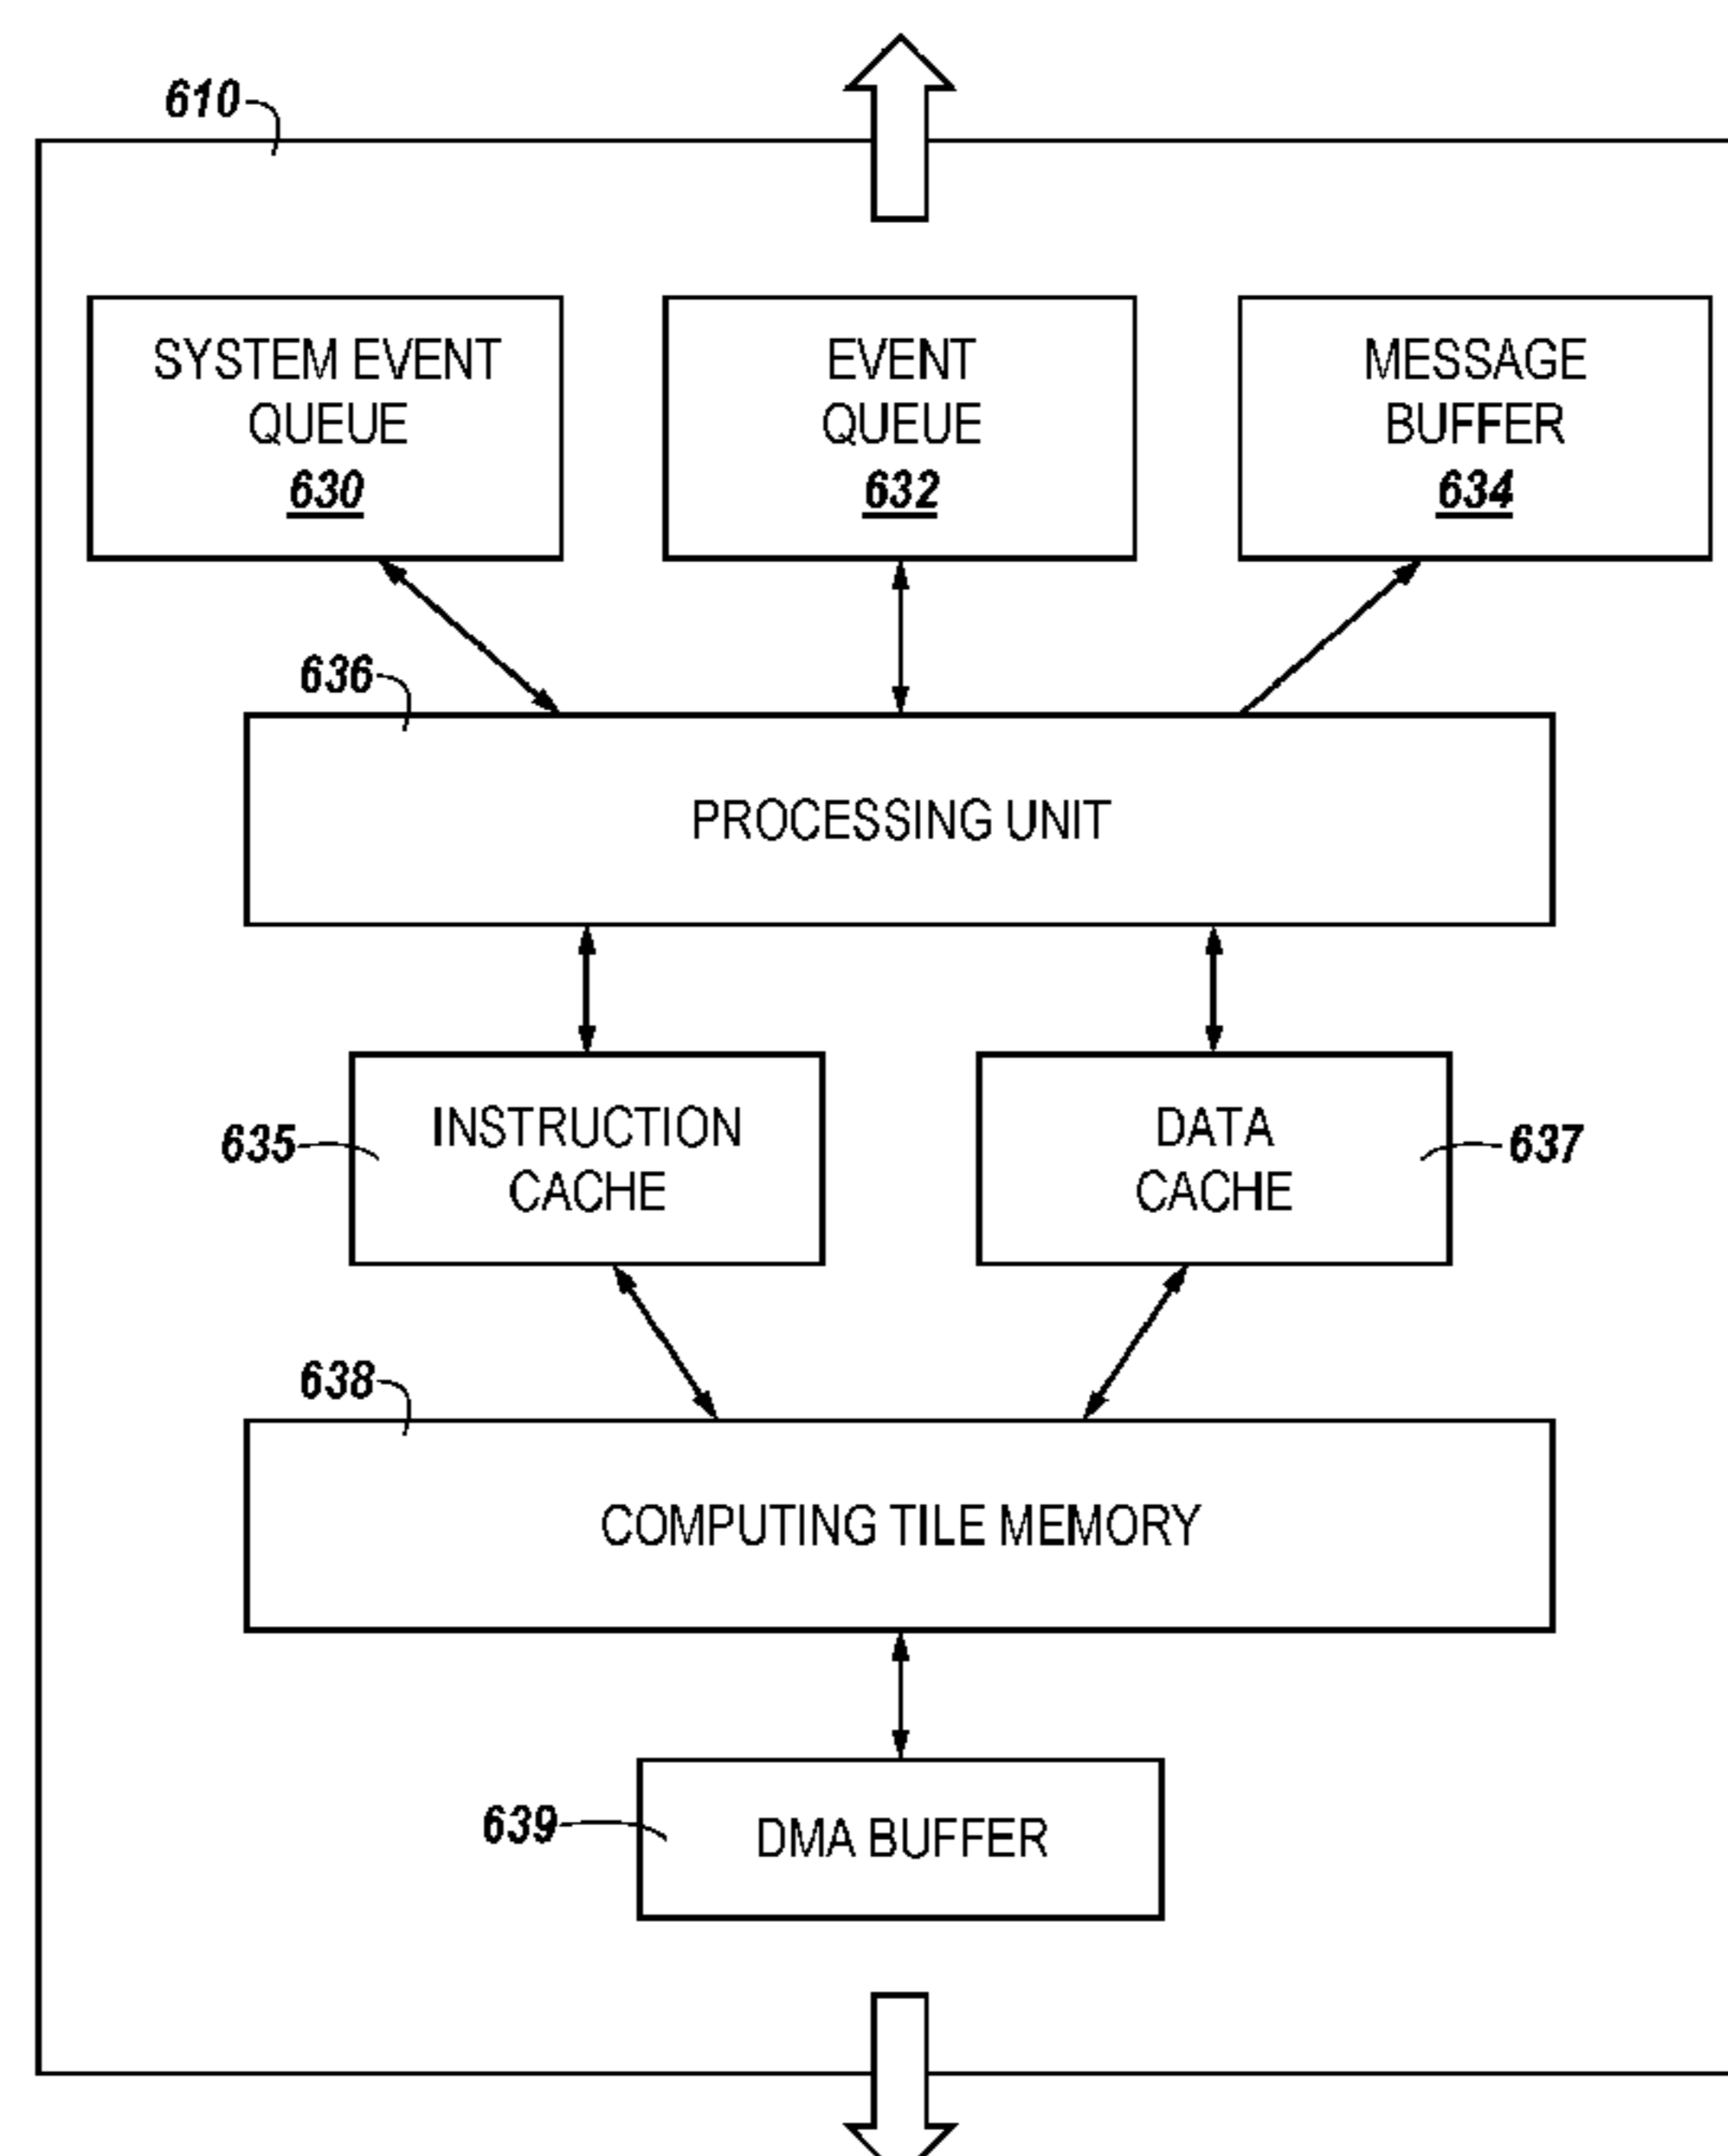 610
SYSTEM EVENT
QUEUE
630
EVENT
QUEUE
632
MESSAGE
BUFFER
634
636
PROCESSING UNIT
635
INSTRUCTION
CACHE
DATA
CACHE
637
638
COMPUTING TILE MEMORY
639
DMA BUFFER